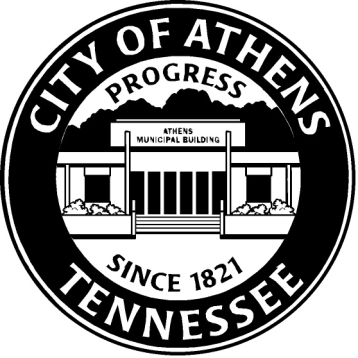 CITY OF ATHENS
PROGRESS
ATHENS
MUNICIPAL BUILDING
SINCE 1821
TENNESSEE